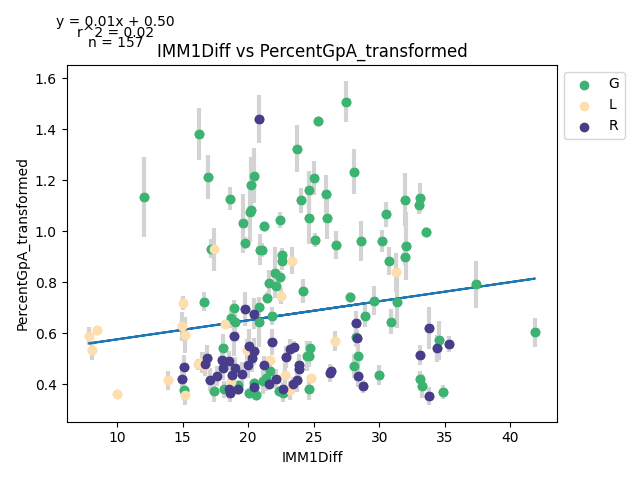 y = 0.01x + 0.50
r^2 = 0.02
n = 157
IMM1Diff vs PercentGpA_transformed
1.6
1.4
1.2
1.0
0.8
0.6
0.4
PercentGpA_transformed
10 15 20 25 30 35 40
IMM1Diff
G
L
R